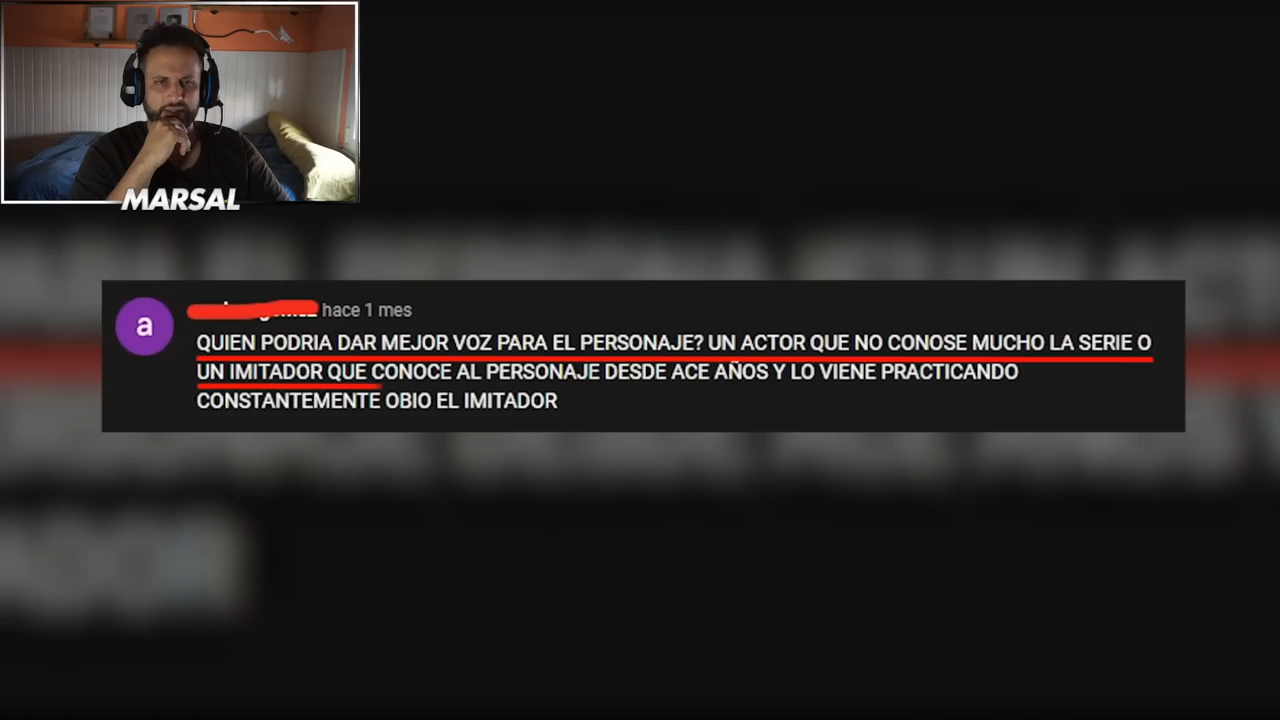 MARSAL
a
hace 1 mes
QUIEN PODRIA DAR MEJOR VOZ PARA EL PERSONAJE? UN ACTOR QUE NO CONOSE MUCHO LA SERIE O
UN IMITADOR QUE CONOCE AL PERSONAJE DESDE ACE AÑOS Y LO VIENE PRACTICANDO
CONSTANTEMENTE OBIO EL IMITADOR